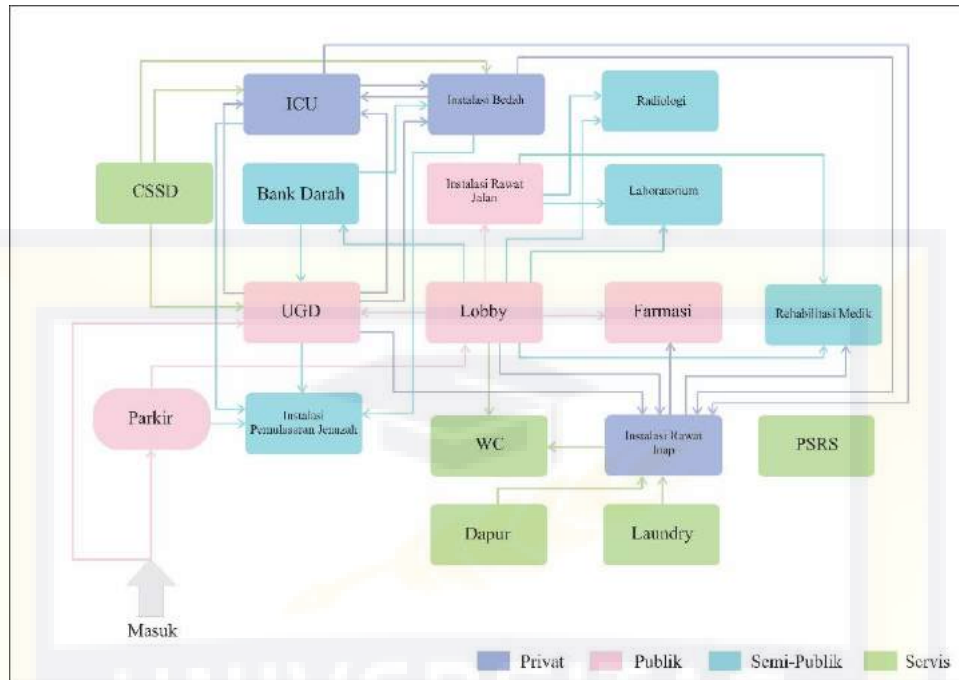 ICU
Instalasi Bedah
Radiologi
CSSD
Bank Darah
Instalasi Rawat
Jalan
Laboratorium
UGD
Lobby
Farmasi
Rehabilitasi Medik
Parkir
Instalasi
Pemulasaran Jenazah
WC
Instalasi Rawat
Inap
PSRS
Dapur
Laundry
Masuk
Privat
Publik
Semi-Publik
Servis